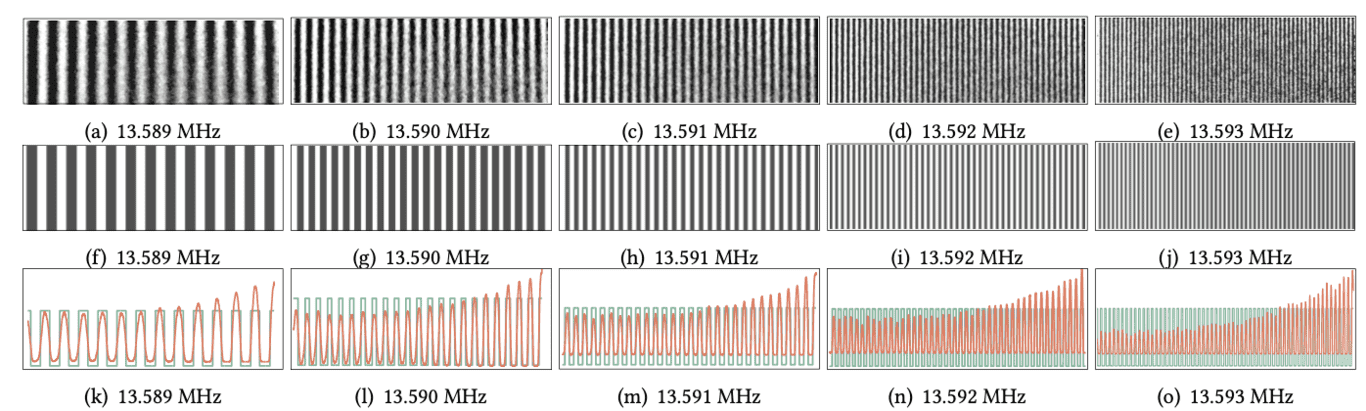 (a) 13.589 MHz (b) 13.590 MHz (c) 13.591 MHz (d) 13.592 MHz (e) 13.593 MHz
(f) 13.589 MHz (g) 13.590 MHz (h) 13.591 MHz (i) 13.592 MHz (j) 13.593 MHz
(k) 13.589 MHz (l) 13.590 MHz (m) 13.591 MHz (n) 13.592 MHz (o) 13.593 MHz